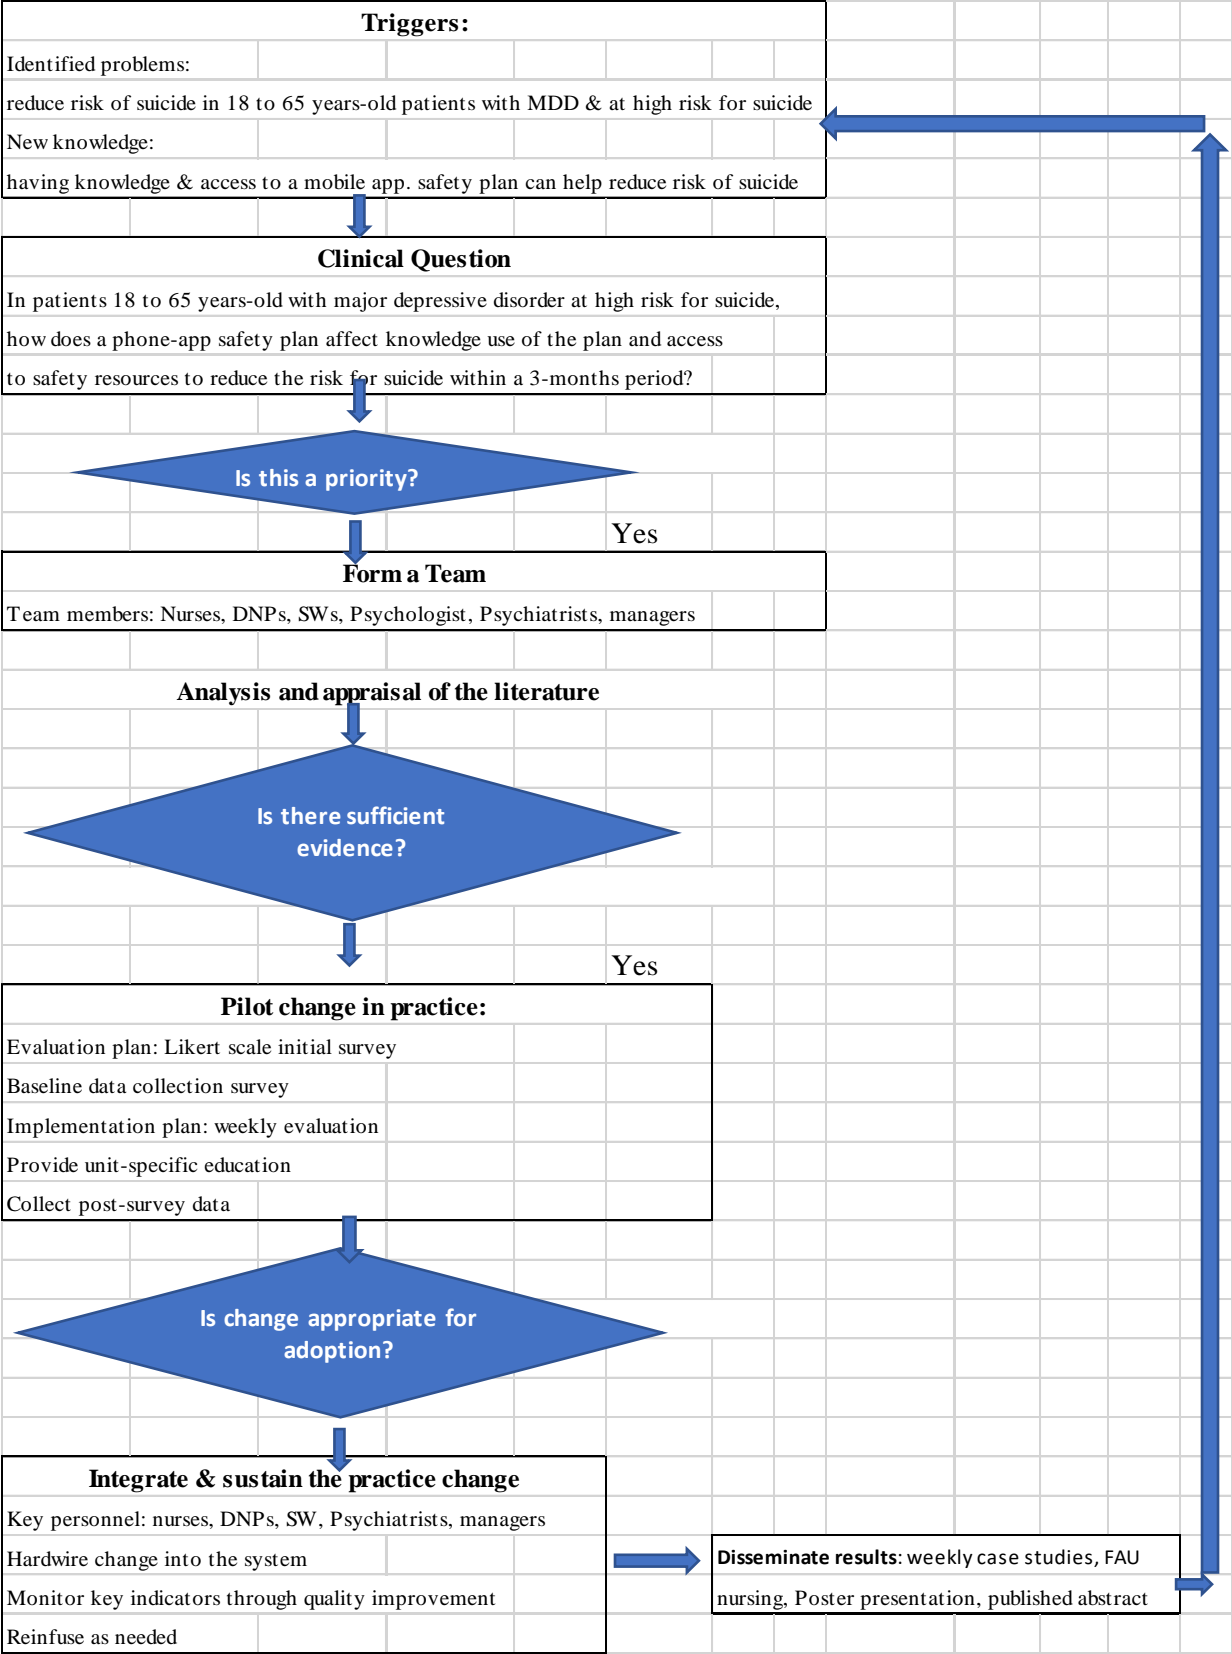 Triggers:
Identified problems:
reduce risk of suicide in 18 to 65 years-old patients with MDD & at high risk for suicide
New knowledge:
having knowledge & access to a mobile app. safety plan can help reduce risk of suicide
Clinical Question
In patients 18 to 65 years-old with major depressive disorder at high risk for suicide,
how does a phone-app safety plan affect knowledge use of the plan and access
to safety resources to reduce the risk for suicide within a 3-months period?
Is this a priority?
Yes
Form a Team
Team members: Nurses, DNPs, SWs, Psychologist, Psychiatrists, managers
Analysis and appraisal of the literature
Is there sufficient
evidence?
Yes
Pilot change in practice:
Evaluation plan: Likert scale initial survey
Baseline data collection survey
Implementation plan: weekly evaluation
Provide unit-specific education
Collect post-survey data
Is change appropriate for
adoption?
Integrate & sustain the practice change
Key personnel: nurses, DNPs, SW, Psychiatrists, managers
Hardwire change into the system
Monitor key indicators through quality improvement
Reinfuse as needed
Disseminate results: weekly case studies, FAU
nursing, Poster presentation, published abstract